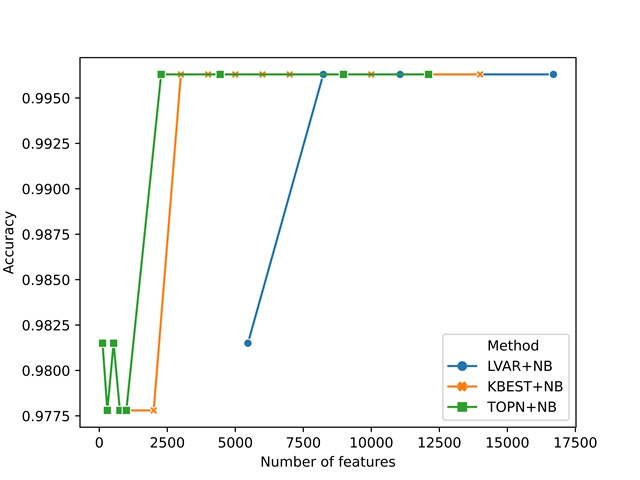 Accuracy
0.9950
0.9925
0.9900
0.9875
0.9850
0.9825
0.9800
0.9775
Method
LVAR+NB
KBEST+NB
TOPN+NB
0 2500 5000 7500 10000 12500 15000 17500
Number of features